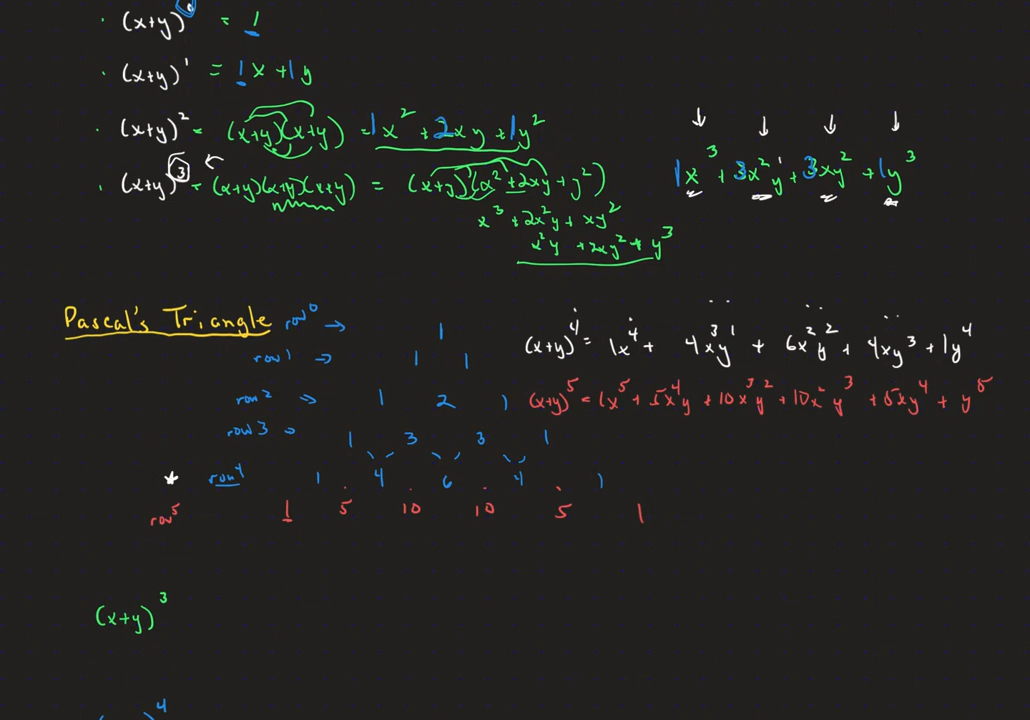 · (x+y)⁰ = 1
· (x+y)¹ = 1x + 1y
· (x+y)² = (x+y)(x+y) = 1x² + 2xy + 1y²
· (x+y)³ = (x+y)(x+y)(x+y) = (x+y)(x² + 2xy + y²) 1x³ + 3x²y¹ + 3xy² + 1y³
x³ + 2x²y + xy²
x²y + 2xy² + y³
Pascal's Triangle
row 0 → 1
row 1 → 1 1
row 2 → 1 2 1
row 3 → 1 3 3 1
* row 4 1 4 6 4 1
row 5 1 5 10 10 5 1
(x+y)⁴ = 1x⁴ + 4x³y¹ + 6x²y² + 4xy³ + 1y⁴
(x+y)⁵ = 1x⁵ + 5x⁴y + 10x³y² + 10x²y³ + 5xy⁴ + y⁵
(x+y)³